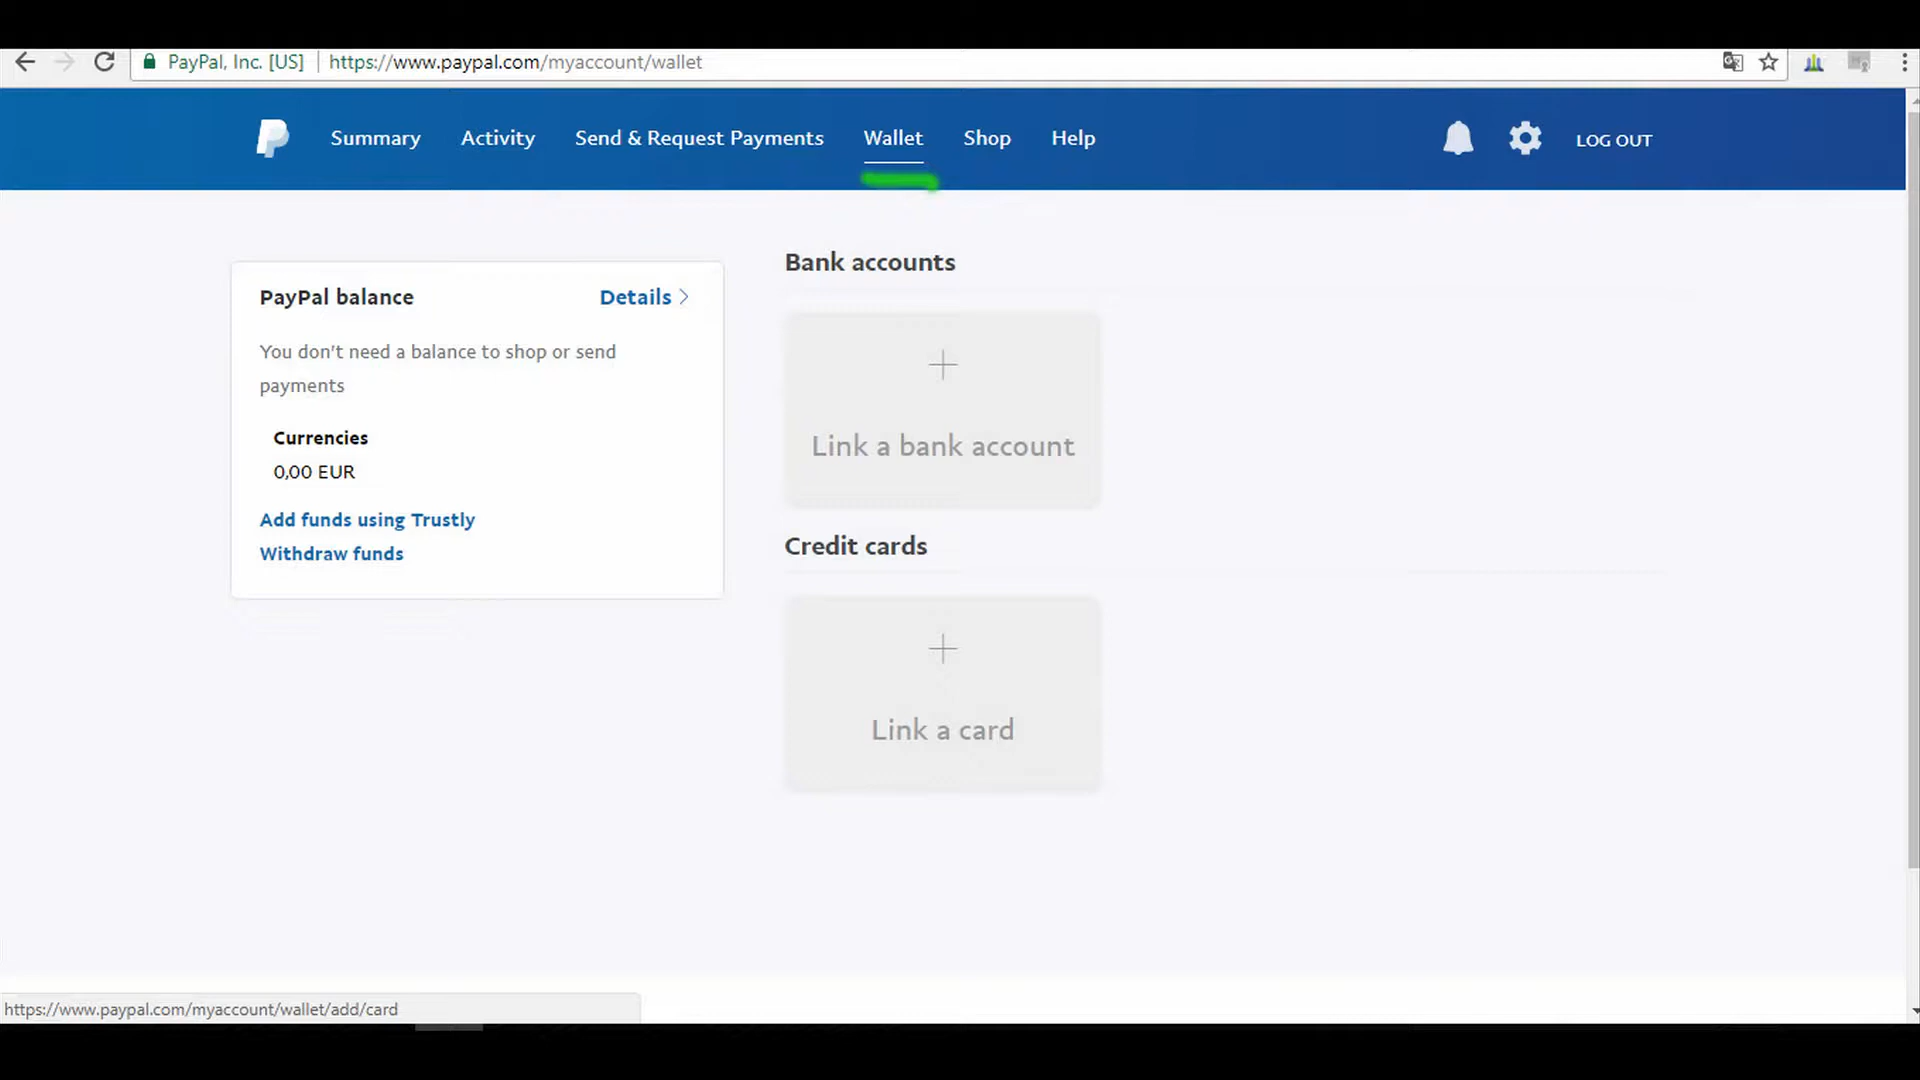 PayPal, Inc. [US] https://www.paypal.com/myaccount/wallet
Summary Activity Send & Request Payments Wallet Shop Help LOG OUT
PayPal balance Details
You don't need a balance to shop or send
payments
Currencies
0,00 EUR
Add funds using Trustly
Withdraw funds
Bank accounts
Link a bank account
Credit cards
Link a card
https://www.paypal.com/myaccount/wallet/add/card